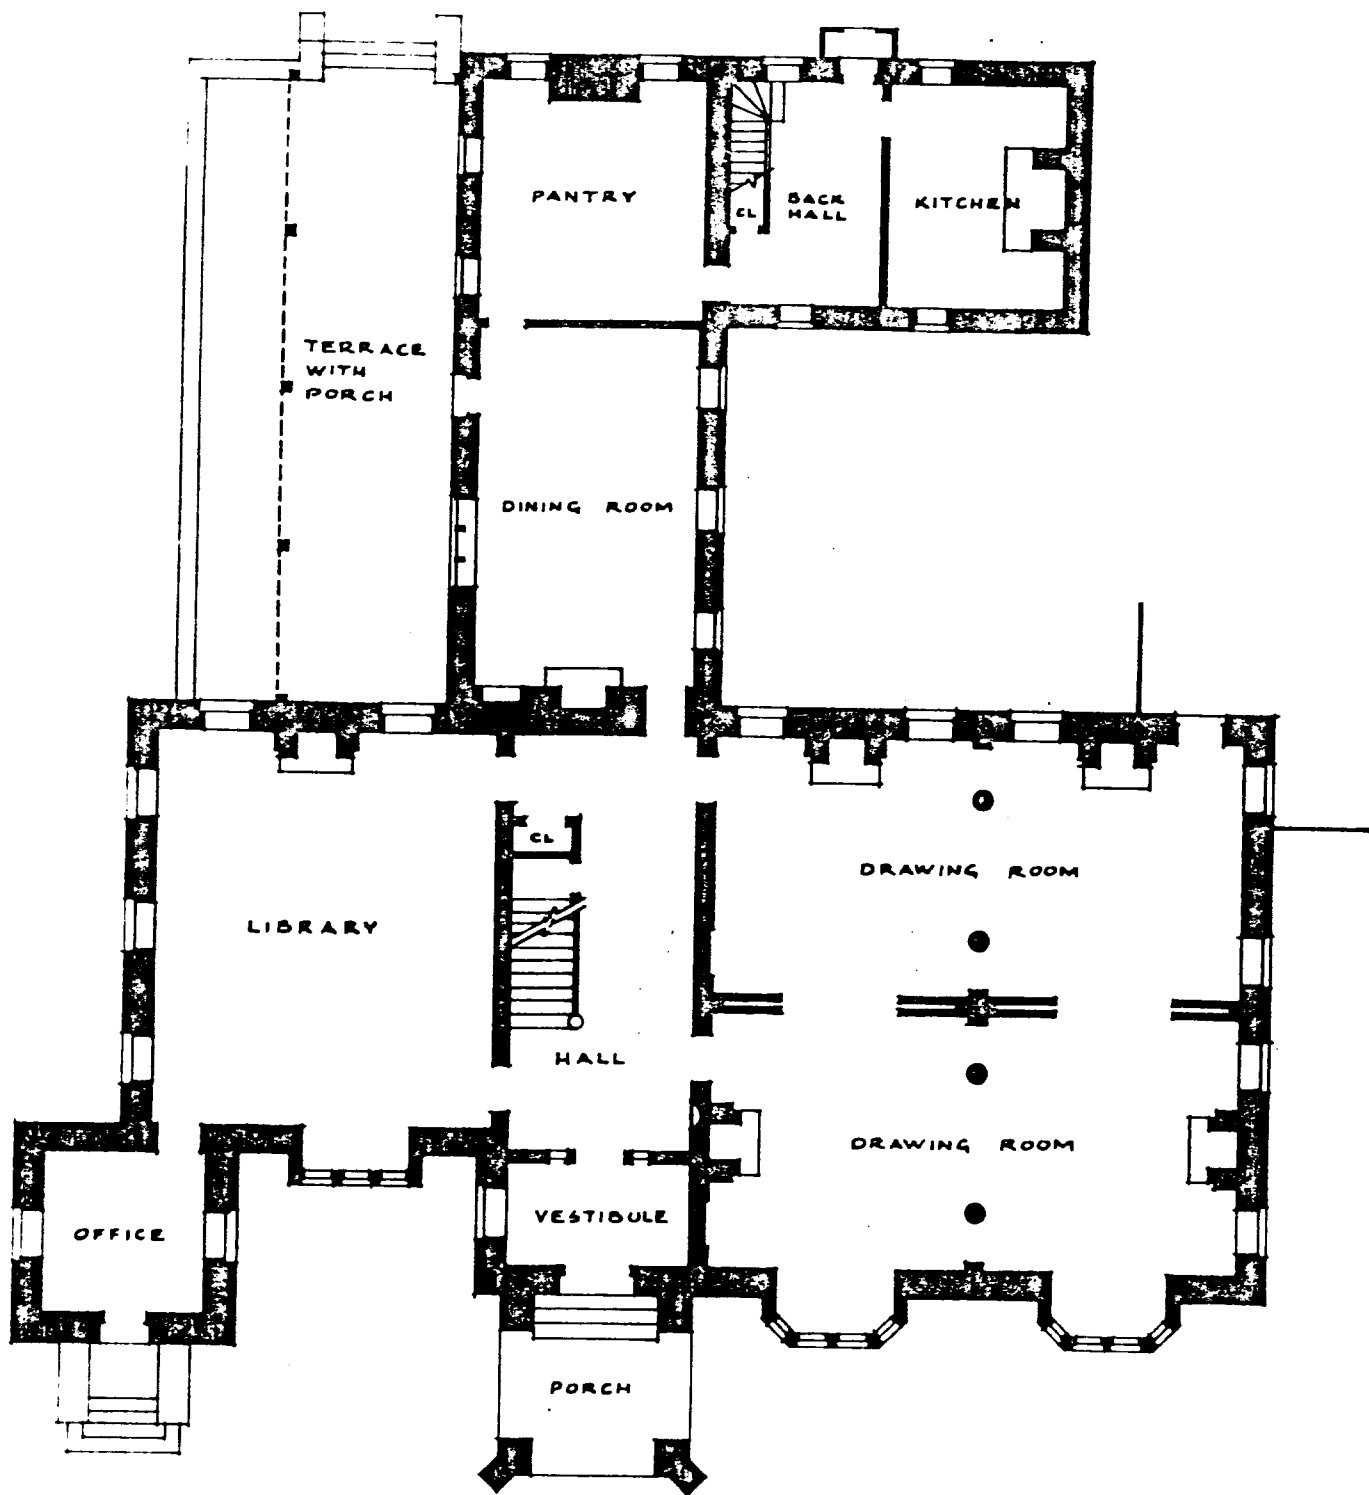 PANTRY
CL
BACK
HALL
KITCHEN
TERRACE
WITH
PORCH
DINING ROOM
CL
DRAWING ROOM
LIBRARY
HALL
DRAWING ROOM
VESTIBULE
OFFICE
PORCH